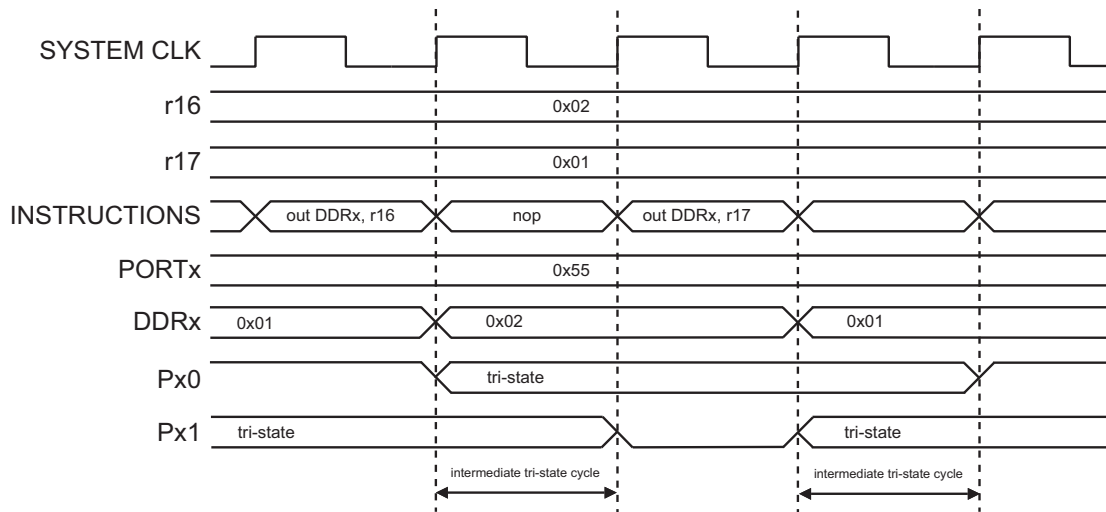 SYSTEM CLK
r16
0x02
r17
0x01
INSTRUCTIONS
out DDRx, r16
nop
out DDRx, r17
PORTx
0x55
DDRx
0x01
0x02
0x01
Px0
tri-state
Px1
tri-state
tri-state
intermediate tri-state cycle
intermediate tri-state cycle